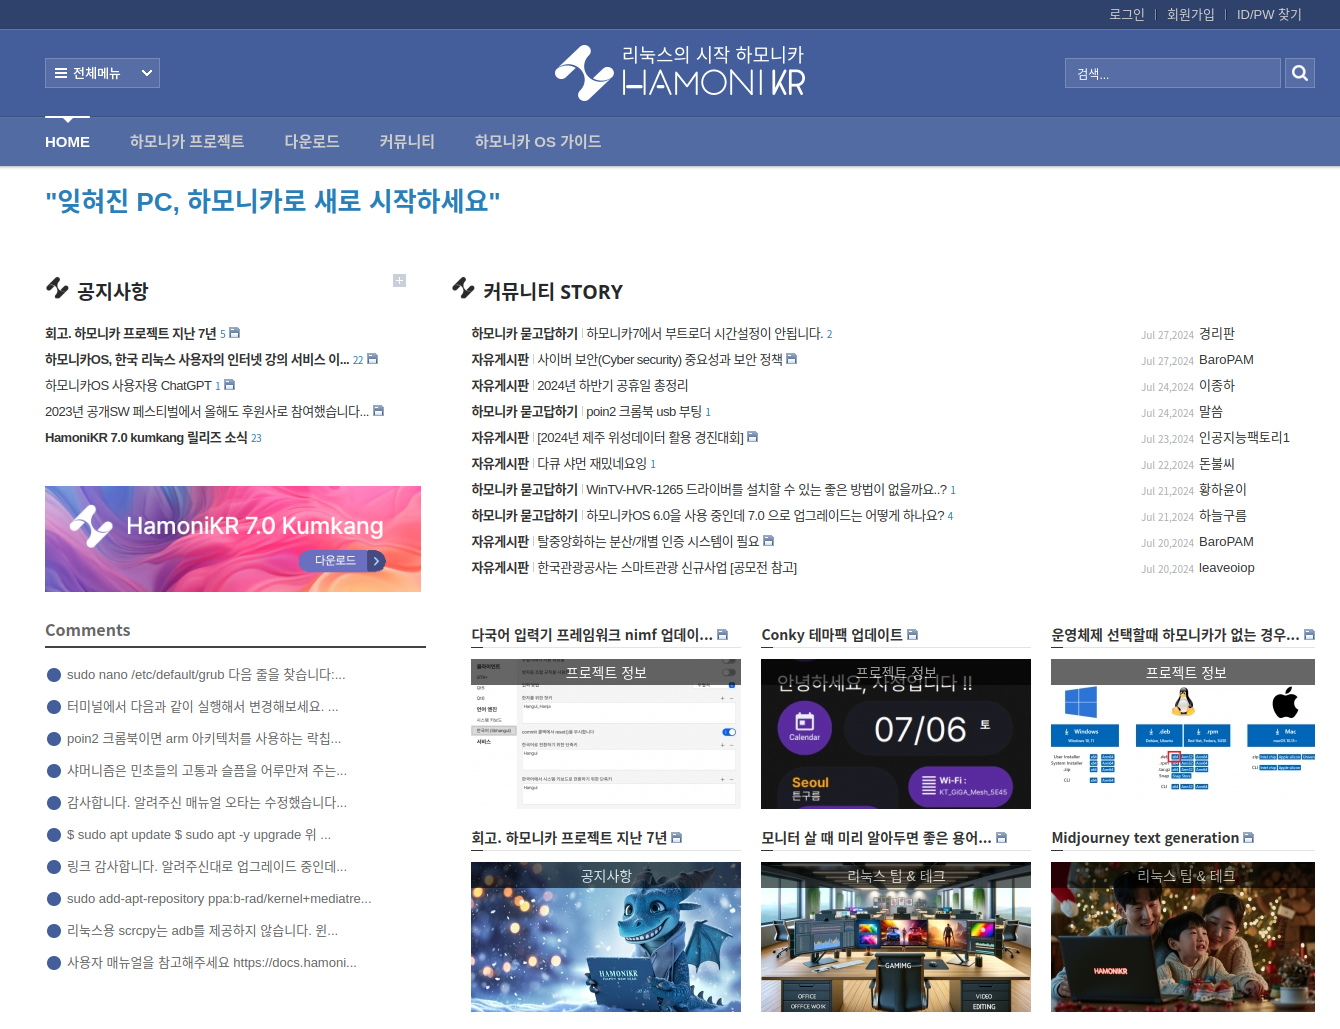 로그인 회원가입 ID/PW 찾기
전체메뉴
리눅스의 시작 하모니카
HAMONIKR
검색...
HOME 하모니카 프로젝트 다운로드 커뮤니티 하모니카 OS 가이드
"잊혀진 PC, 하모니카로 새로 시작하세요"
공지사항
회고. 하모니카 프로젝트 지난 7년 5
하모니카OS, 한국 리눅스 사용자의 인터넷 강의 서비스 이... 22
하모니카OS 사용자용 ChatGPT 1
2023년 공개SW 페스티벌에서 올해도 후원사로 참여했습니다...
HamoniKR 7.0 kumkang 릴리즈 소식 23
HamoniKR 7.0 Kumkang
다운로드
커뮤니티 STORY
하모니카 묻고답하기 하모니카7에서 부트로더 시간설정이 안됩니다. 2 Jul 27,2024 경리판
자유게시판 사이버 보안(Cyber security) 중요성과 보안 정책 Jul 27,2024 BaroPAM
자유게시판 2024년 하반기 공휴일 총정리 Jul 24,2024 이종하
하모니카 묻고답하기 poin2 크롬북 usb 부팅 1 Jul 24,2024 말씀
자유게시판 [2024년 제주 위성데이터 활용 경진대회] Jul 23,2024 인공지능팩토리1
자유게시판 다큐 샤먼 재밌네요잉 1 Jul 22,2024 돈불씨
하모니카 묻고답하기 WinTV-HVR-1265 드라이버를 설치할 수 있는 좋은 방법이 없을까요..? 1 Jul 21,2024 황하윤이
하모니카 묻고답하기 하모니카OS 6.0을 사용 중인데 7.0 으로 업그레이드는 어떻게 하나요? 4 Jul 21,2024 하늘구름
자유게시판 탈중앙화하는 분산/개별 인증 시스템이 필요 Jul 20,2024 BaroPAM
자유게시판 한국관광공사는 스마트관광 신규사업 [공모전 참고] Jul 20,2024 leaveoiop
Comments
sudo nano /etc/default/grub 다음 줄을 찾습니다:...
터미널에서 다음과 같이 실행해서 변경해보세요. ...
poin2 크롬북이면 arm 아키텍처를 사용하는 락칩...
샤머니즘은 민초들의 고통과 슬픔을 어루만져 주는...
감사합니다. 알려주신 매뉴얼 오타는 수정했습니다...
$ sudo apt update $ sudo apt -y upgrade 위 ...
링크 감사합니다. 알려주신대로 업그레이드 중인데...
sudo add-apt-repository ppa:b-rad/kernel+mediatre...
리눅스용 scrcpy는 adb를 제공하지 않습니다. 윈...
사용자 매뉴얼을 참고해주세요 https://docs.hamoni...
다국어 입력기 프레임워크 nimf 업데이...
프로젝트 정보
언어 엔진
서비스
Hangul, Hanja
Hangul
Hangul
Conky 테마팩 업데이트
프로젝트 정보
안녕하세요, 자정입니다 !!
Calendar
07/06 토
Seoul
튼구름
Wi-Fi :
KT_GiGA_Mesh_5E45
운영체제 선택할때 하모니카가 없는 경우...
프로젝트 정보
Windows
Windows 10, 11
.deb
Debian, Ubuntu
.rpm
Red Hat, Fedora, SUSE
Mac
User Installer
System Installer
.zip
CLI
회고. 하모니카 프로젝트 지난 7년
공지사항
HAMONIKR
모니터 살 때 미리 알아두면 좋은 용어...
리눅스 팁 & 테크
GAMIMG
OFFICE
OFFFCE WOIK
VIDEO
EDITING
Midjourney text generation
리눅스 팁 & 테크
HAMONIKR